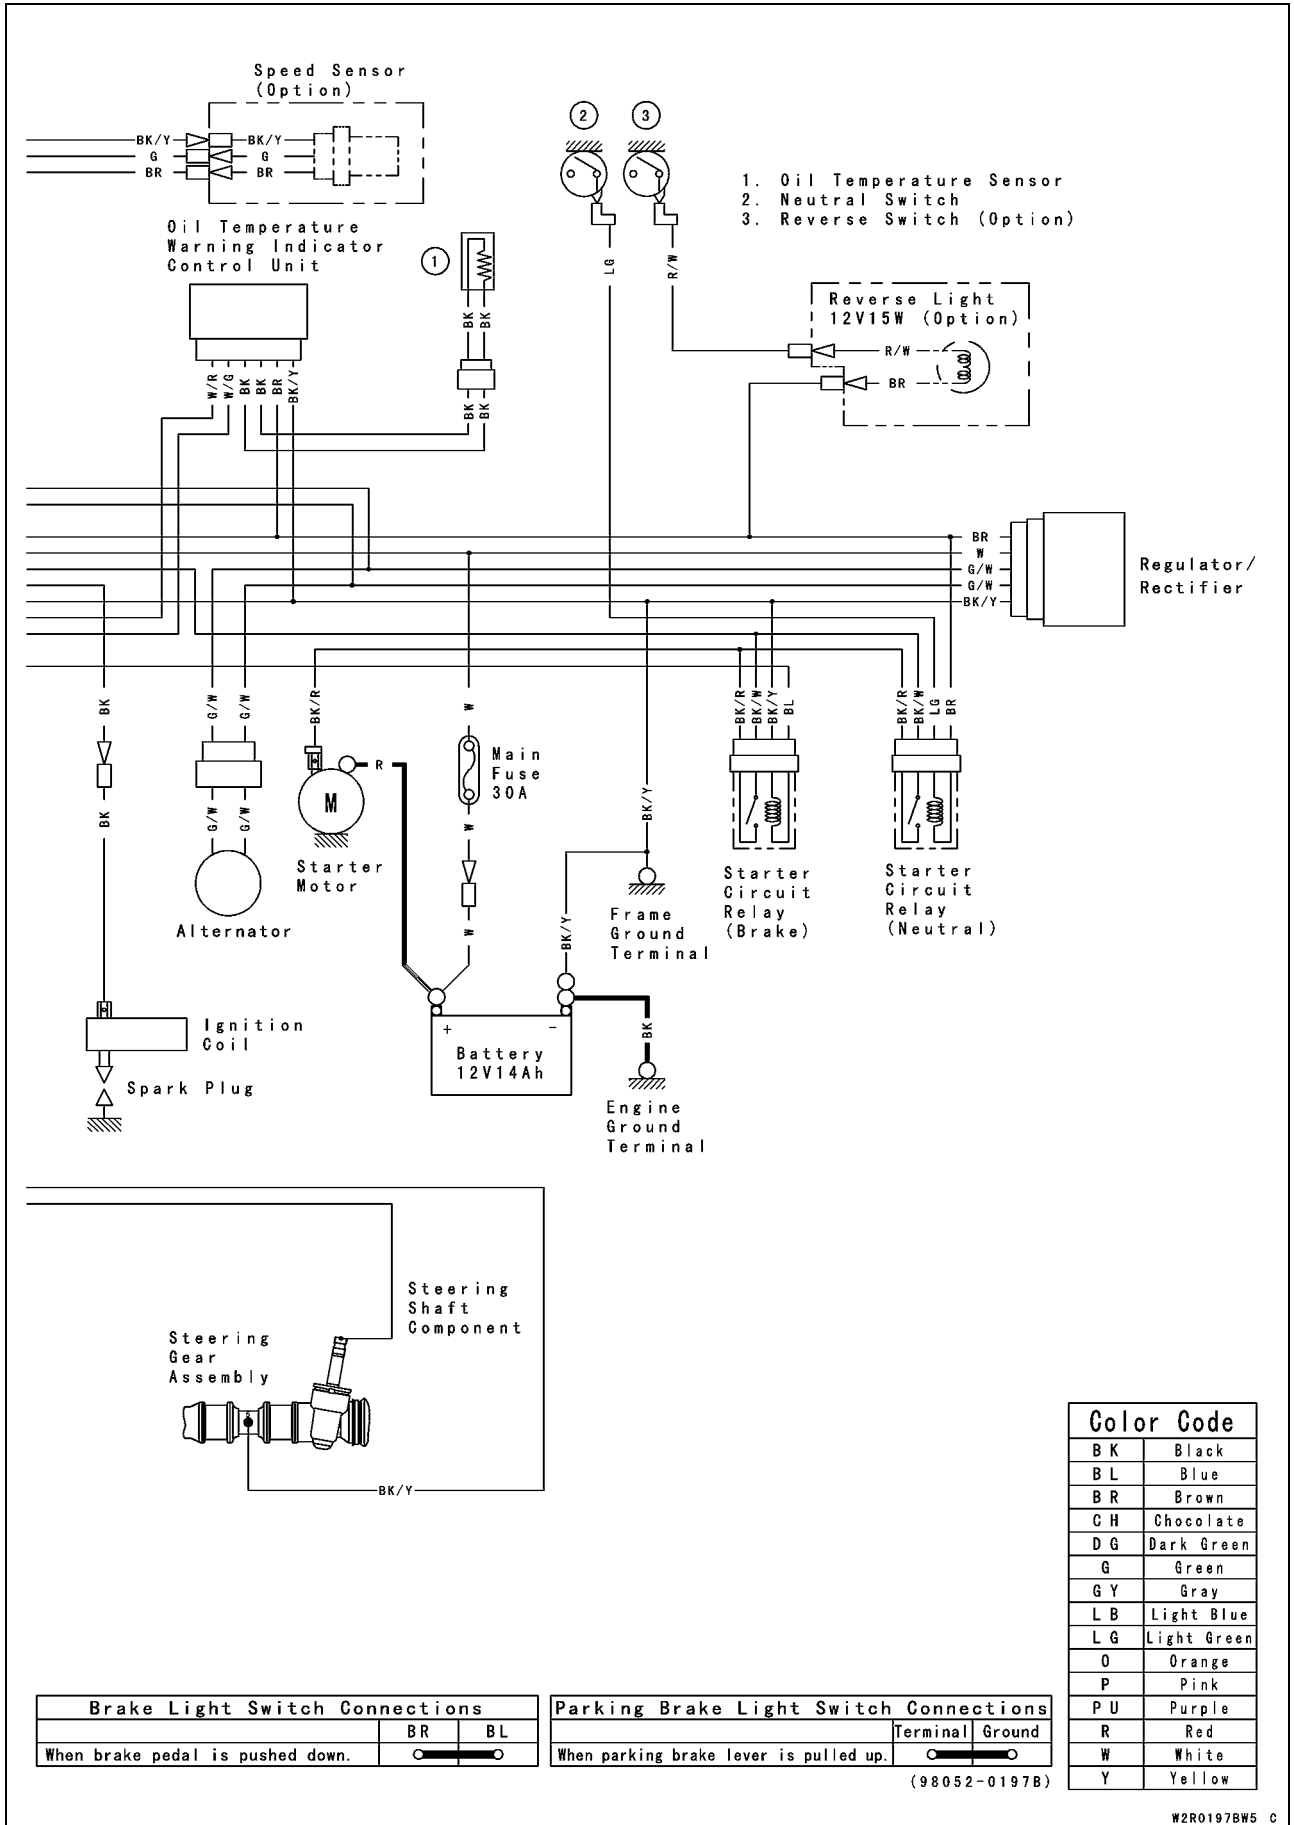 Speed Sensor
(Option)
BK/Y
BK/Y
G
G
BR
BR
2
3
1. Oil Temperature Sensor
2. Neutral Switch
3. Reverse Switch (Option)
Oil Temperature
Warning Indicator
Control Unit
1
LG
R/W
BK
BK
Reverse Light
12V15W (Option)
R/W
BR
W/R
W/G
BK
BK
BR
BK/Y
BK
BK
BR
W
G/W
G/W
BK/Y
Regulator/
Rectifier
BK
G/W
G/W
BK/R
W
BK/R
BK/W
BK/Y
BL
BK/R
BK/W
LG
BR
R
Main
Fuse
30A
M
BK
G/W
G/W
W
BK/Y
Starter
Motor
Starter
Circuit
Relay
(Brake)
Starter
Circuit
Relay
(Neutral)
Alternator
W
BK/Y
Frame
Ground
Terminal
Ignition
Coil
+
-
Battery
12V14Ah
BK
Spark Plug
Engine
Ground
Terminal
Steering
Shaft
Component
Steering
Gear
Assembly
BK/Y
Color Code
BK Black
BL Blue
BR Brown
CH Chocolate
DG Dark Green
G Green
GY Gray
LB Light Blue
LG Light Green
O Orange
P Pink
PU Purple
R Red
W White
Y Yellow
Brake Light Switch Connections
BR BL
When brake pedal is pushed down.
Parking Brake Light Switch Connections
Terminal Ground
When parking brake lever is pulled up.
(98052-0197B)
W2R0197BW5 C